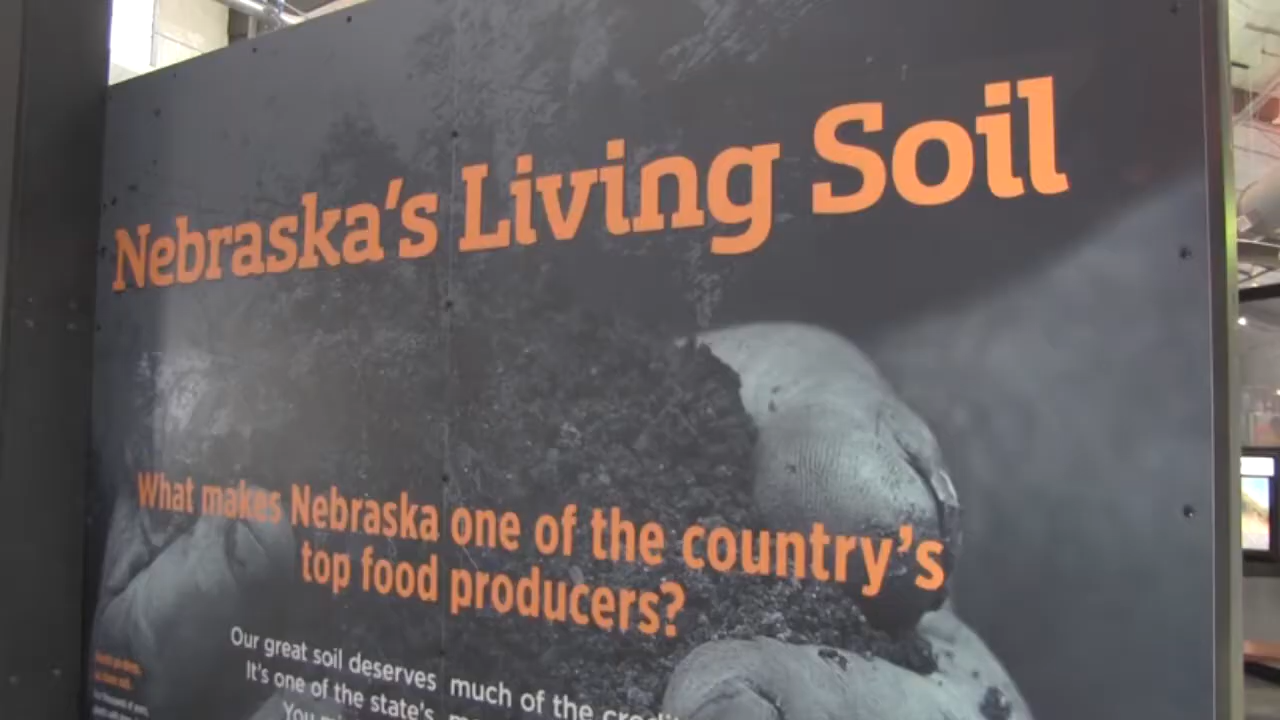 Nebraska's Living Soil
What makes Nebraska one of the country's
top food producers?
Our great soil deserves much of the
It's one of the state's
You